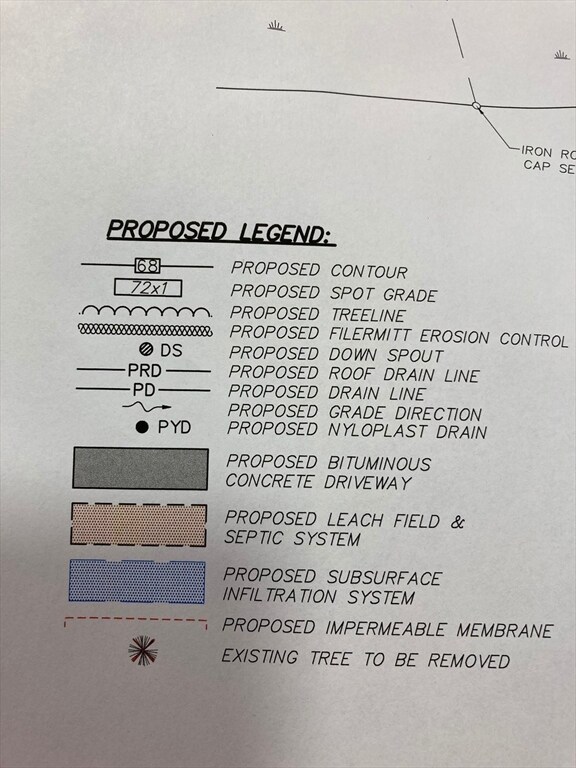 IRON
CAP
PROPOSED LEGEND:
68 PROPOSED CONTOUR
72x1 PROPOSED SPOT GRADE
PROPOSED TREELINE
PROPOSED FILERMITT EROSION CONTROL
DS PROPOSED DOWN SPOUT
PRD PROPOSED ROOF DRAIN LINE
PD PROPOSED DRAIN LINE
PROPOSED GRADE DIRECTION
PYD PROPOSED NYLOPLAST DRAIN
PROPOSED BITUMINOUS
CONCRETE DRIVEWAY
PROPOSED LEACH FIELD &
SEPTIC SYSTEM
PROPOSED SUBSURFACE
INFILTRATION SYSTEM
PROPOSED IMPERMEABLE MEMBRANE
EXISTING TREE TO BE REMOVED